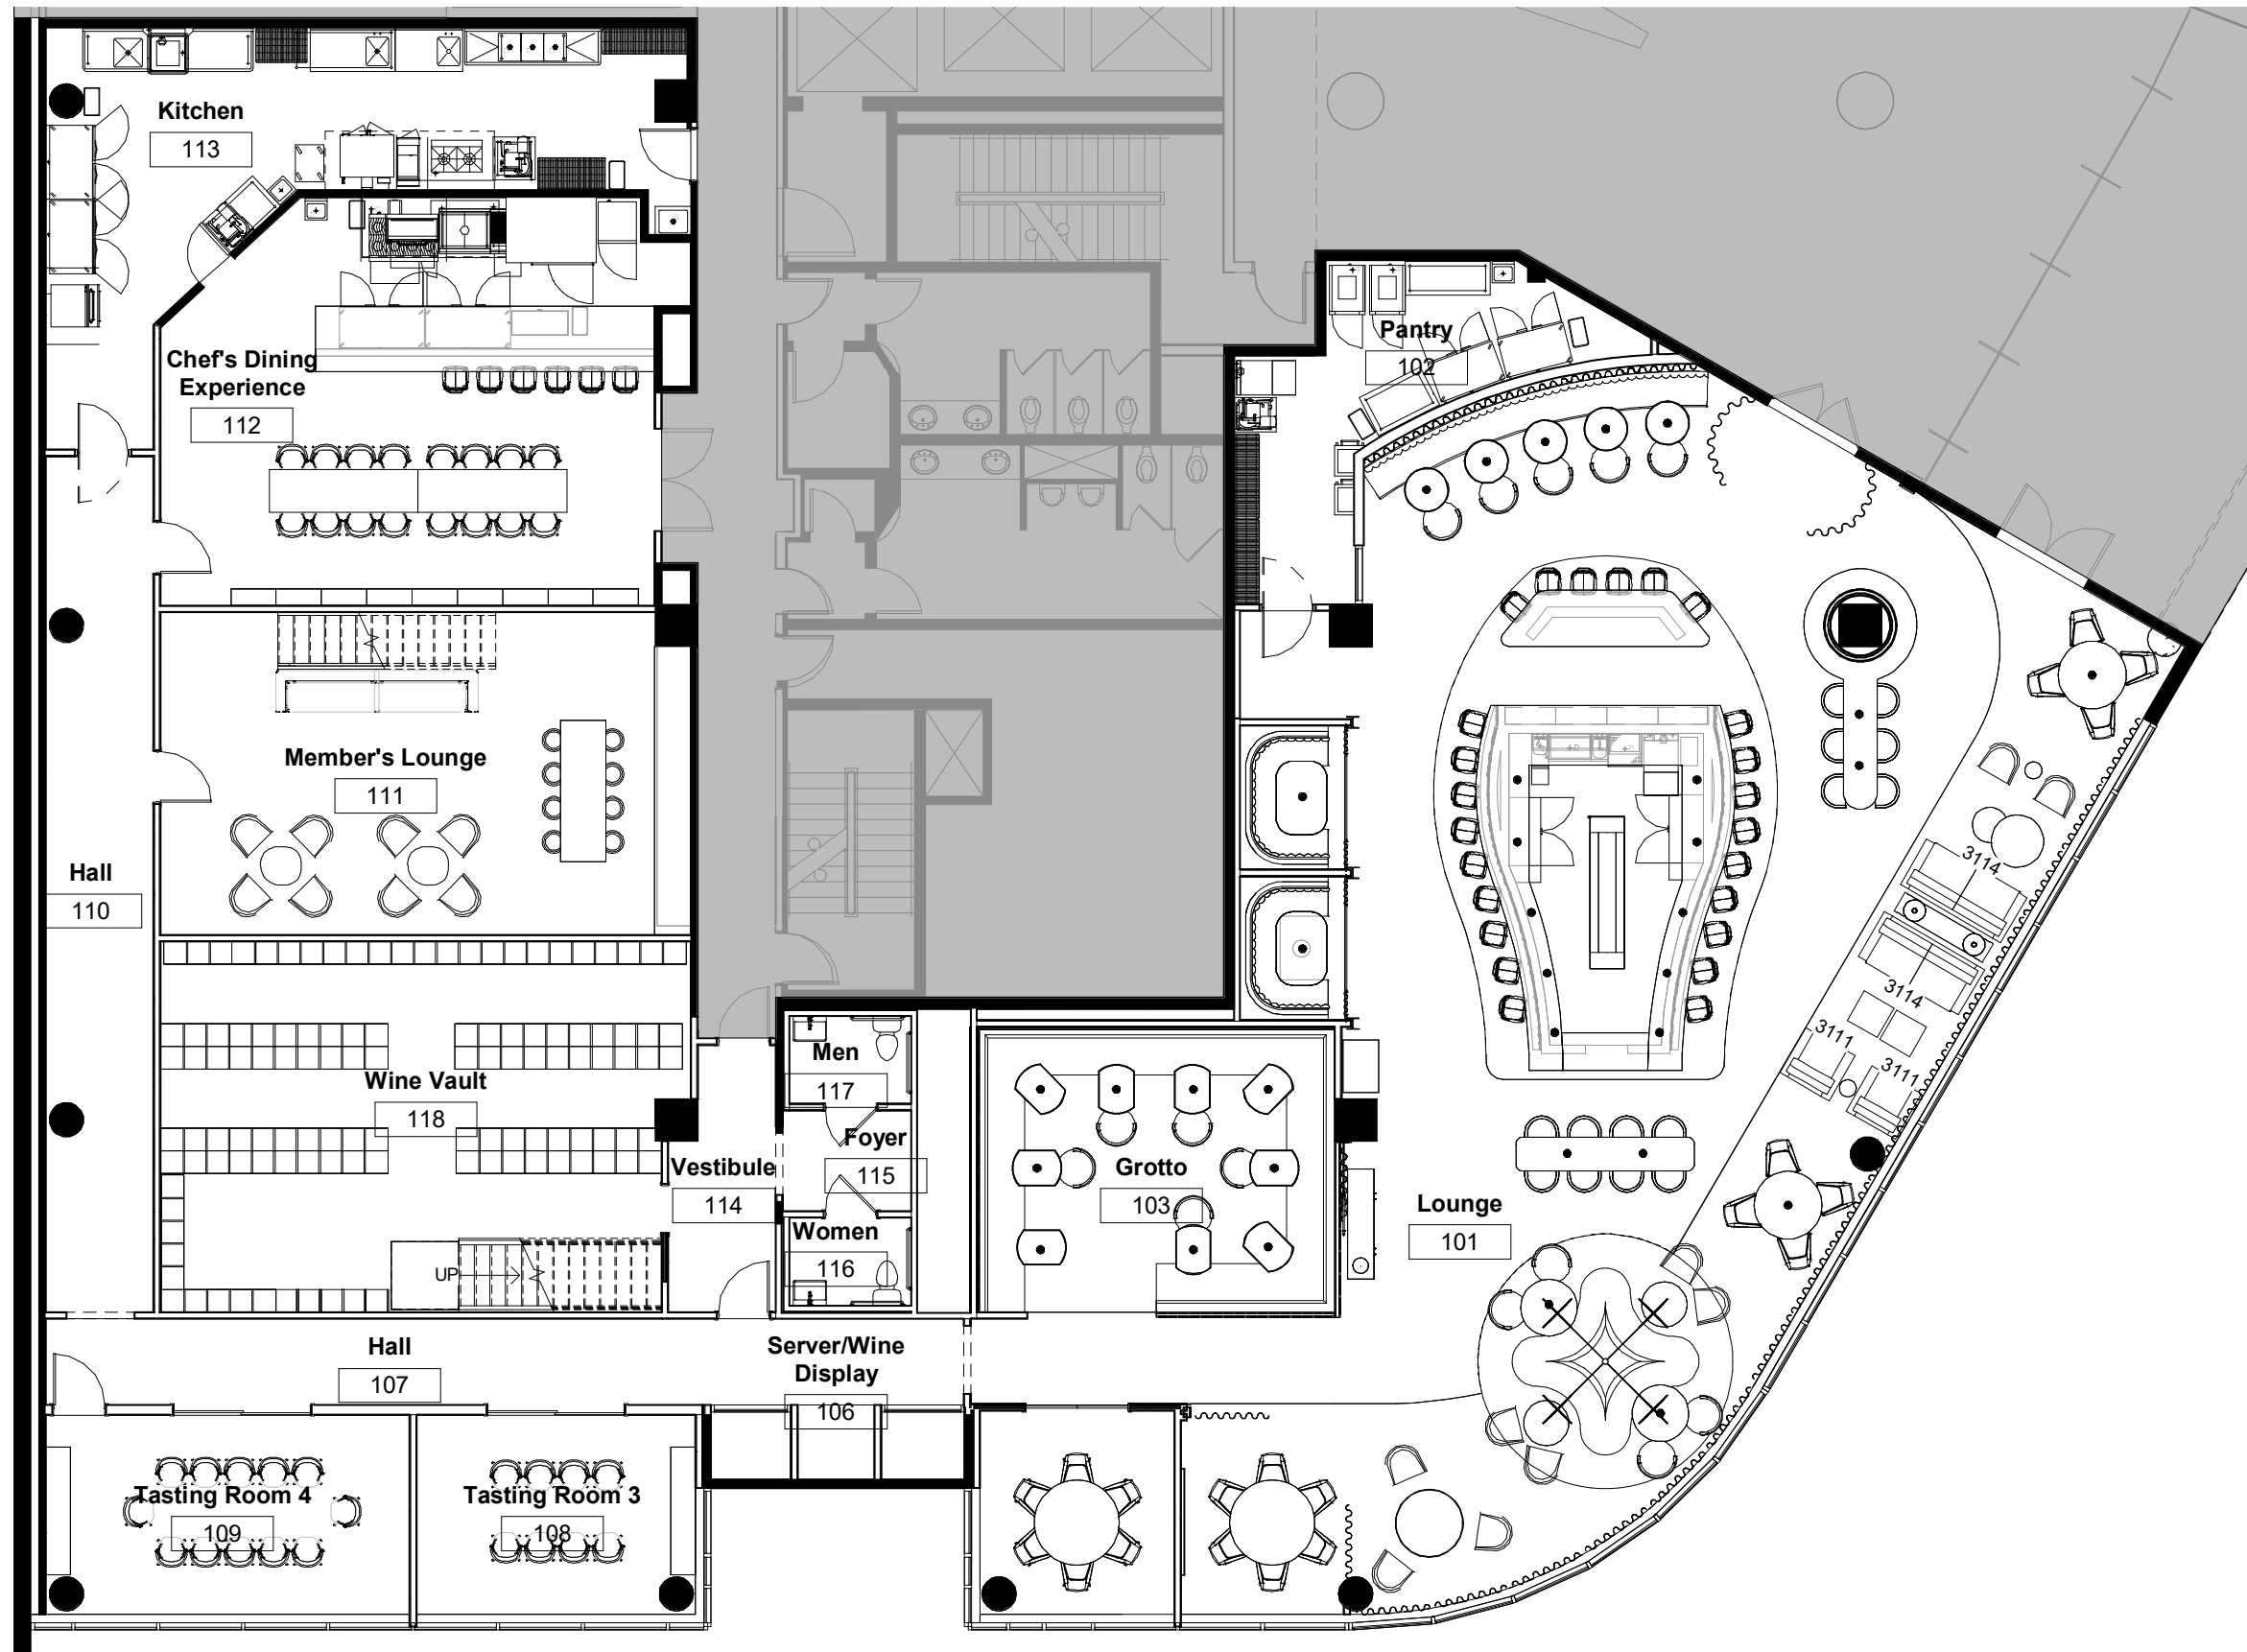 Kitchen
113
Pantry
102
Chef's Dining
Experience
112
Member's Lounge
111
Hall
110
3114
3114
3111
3111
Men
117
Wine Vault
118
Foyer
115
Vestibule
114
Grotto
103
Lounge
101
Women
116
UP
Hall
107
Server/Wine
Display
106
Tasting Room 4
109
Tasting Room 3
108